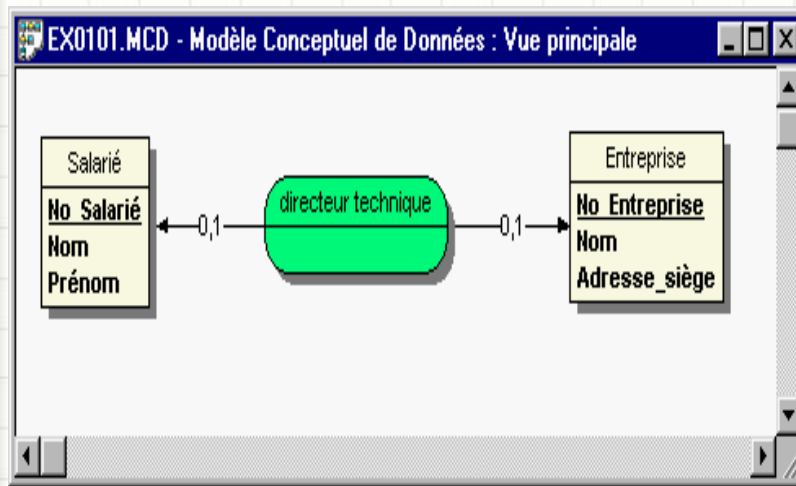 EX0101.MCD - Modèle Conceptuel de Données : Vue principale
Salarié
No_Salarié
Nom
Prénom
0,1
directeur technique
0,1
Entreprise
No_Entreprise
Nom
Adresse_siège